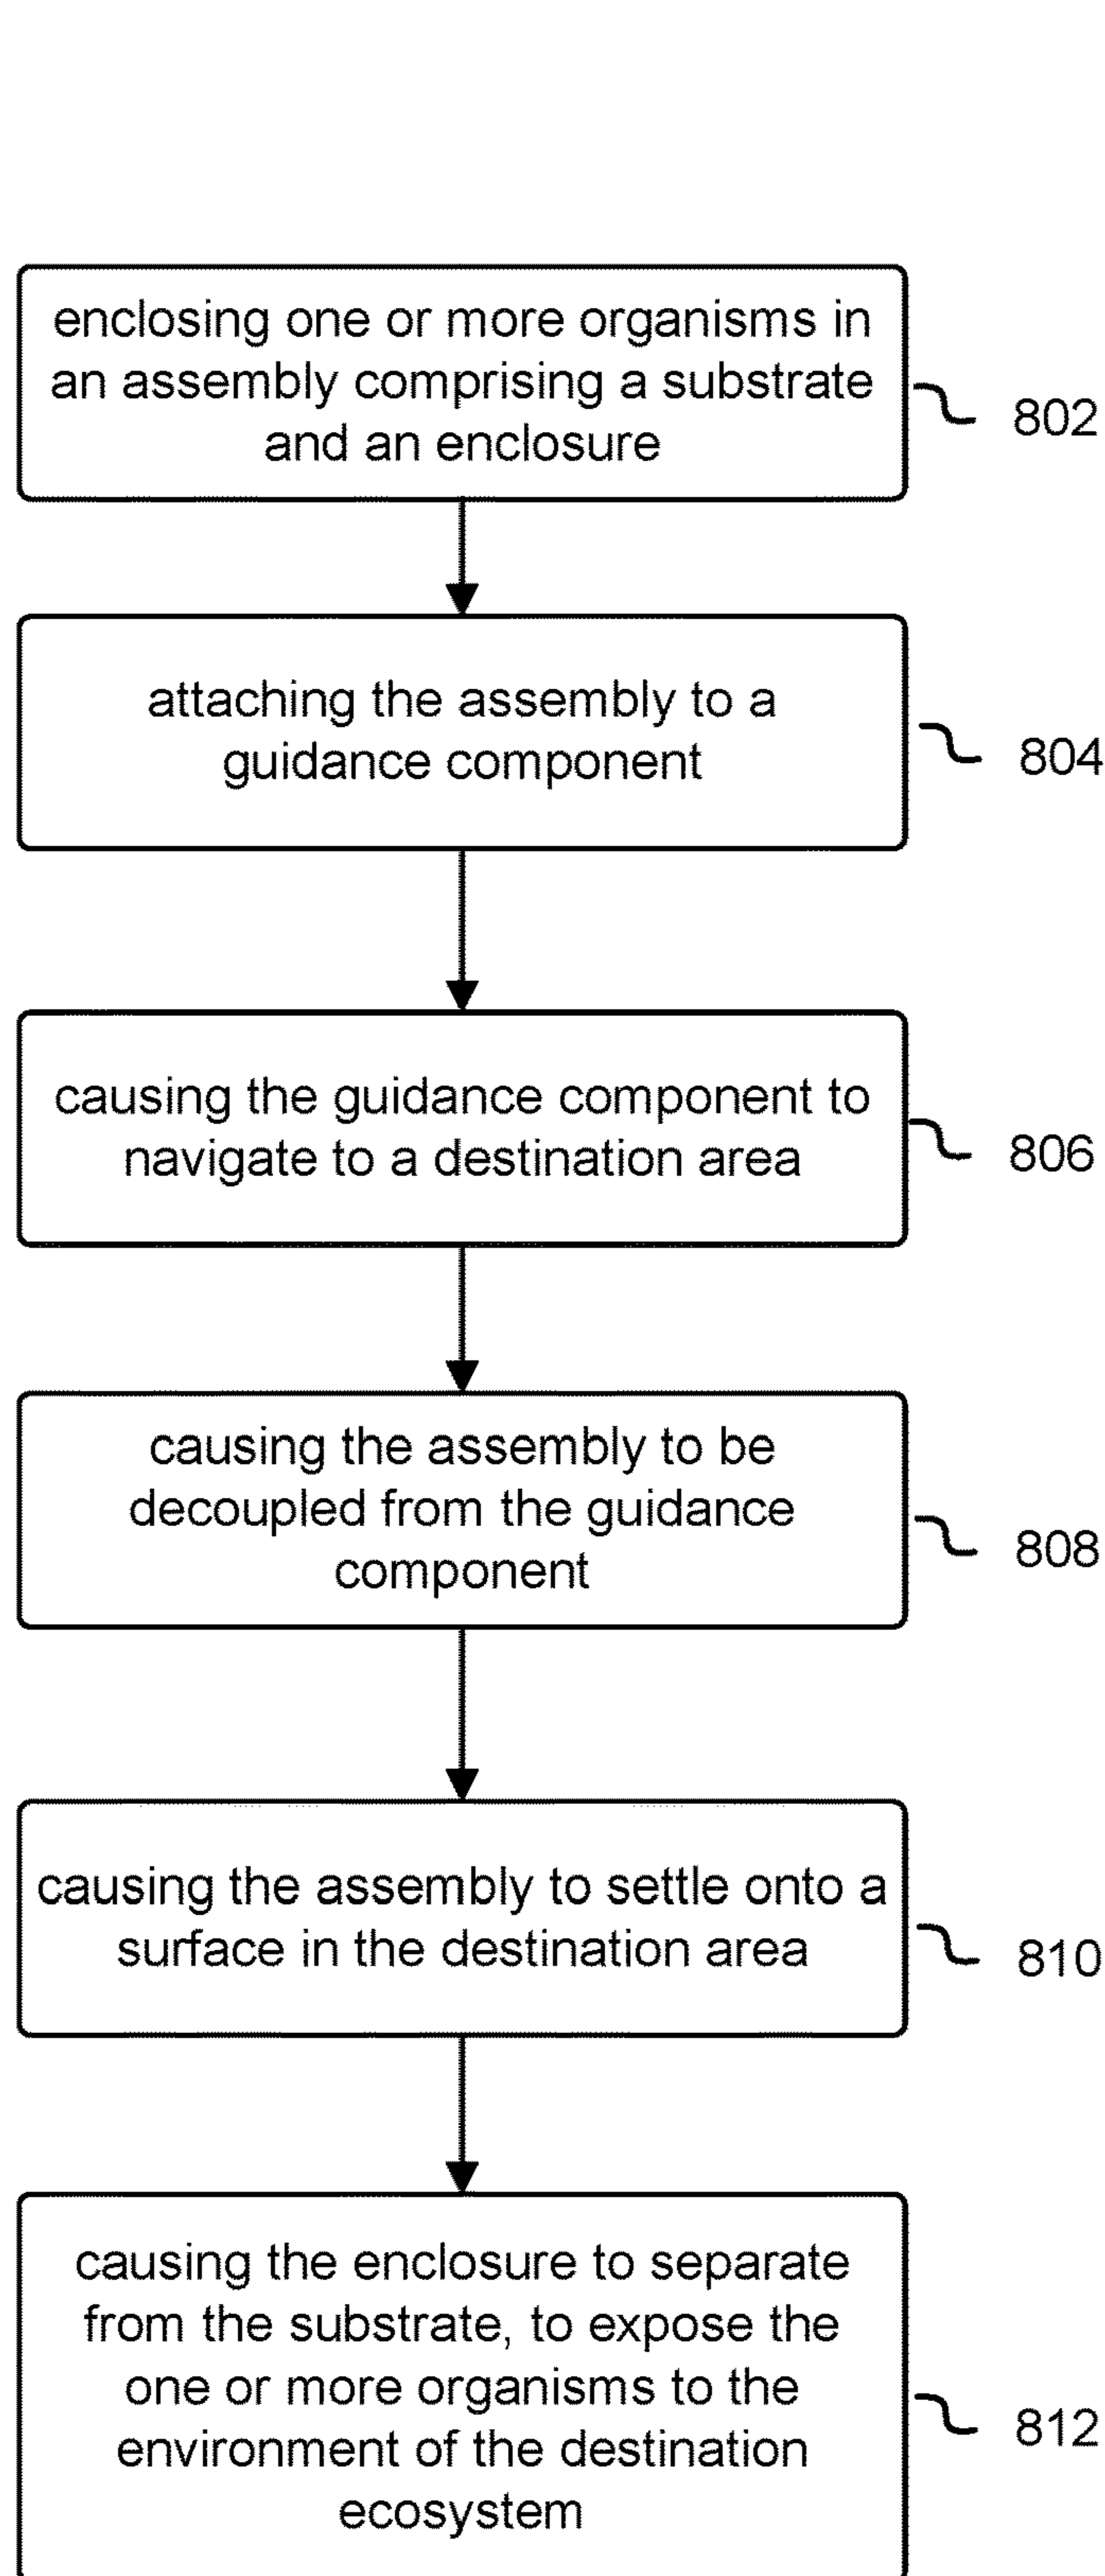 enclosing one or more organisms in
an assembly comprising a substrate
and an enclosure
802
attaching the assembly to a
guidance component
804
causing the guidance component to
navigate to a destination area
806
causing the assembly to be
decoupled from the guidance
component
808
causing the assembly to settle onto a
surface in the destination area
810
causing the enclosure to separate
from the substrate, to expose the
one or more organisms to the
environment of the destination
ecosystem
812